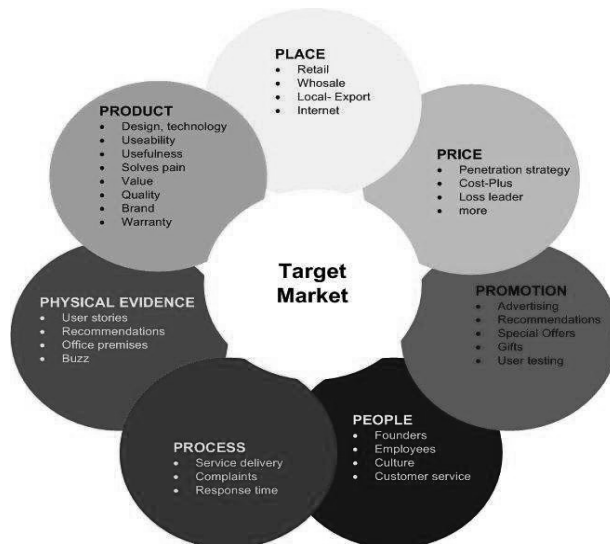 PLACE
Retail
Whosale
Local- Export
Internet
PRODUCT
Design, technology
Useability
Usefulness
Solves pain
Value
Quality
Brand
Warranty
PRICE
Penetration strategy
Cost-Plus
Loss leader
more
Target
Market
PHYSICAL EVIDENCE
User stories
Recommendations
Office premises
Buzz
PROMOTION
Advertising
Recommendations
Special Offers
Gifts
User testing
PROCESS
Service delivery
Complaints
Response time
PEOPLE
Founders
Employees
Culture
Customer service